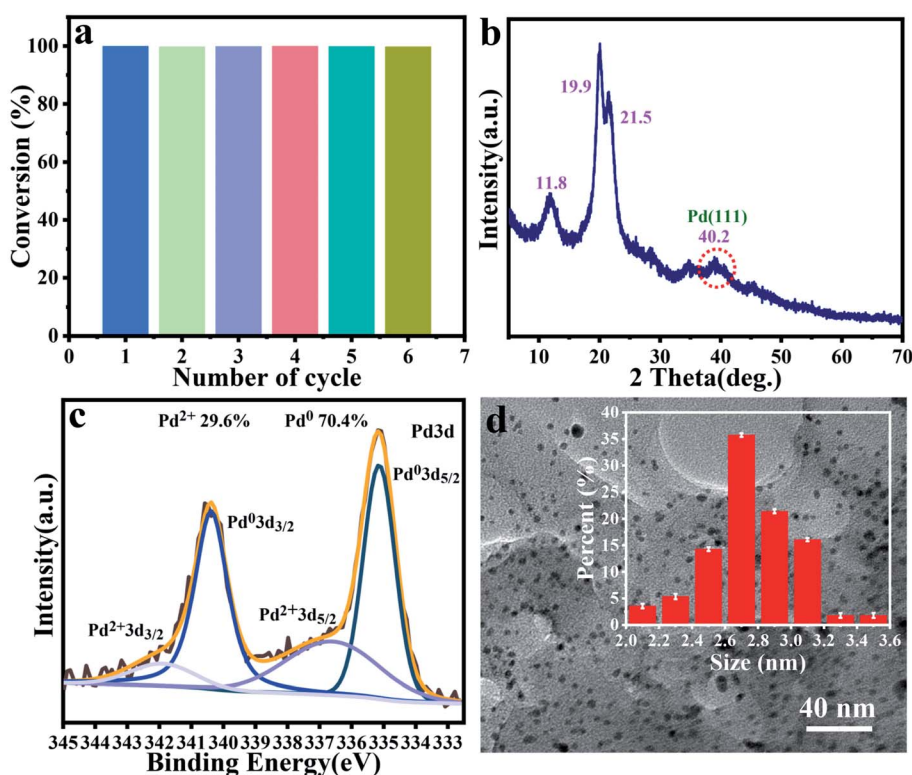 a
100
80
60
40
20
0
Conversion (%)
0 1 2 3 4 5 6 7
Number of cycle
b
19.9
21.5
11.8
Pd(111)
40.2
Intensity(a.u.)
10 20 30 40 50 60 70
2 Theta(deg.)
c
Pd2+ 29.6% Pd0 70.4% Pd3d
Pd03d5/2
Pd03d3/2
Pd2+3d5/2
Pd2+3d3/2
Intensity(a.u.)
345 344 343 342 341 340 339 338 337 336 335 334 333
Binding Energy(eV)
d
40
35
30
25
20
15
10
5
0
Percent (%)
2.0 2.2 2.4 2.6 2.8 3.0 3.2 3.4 3.6
Size (nm)
40 nm